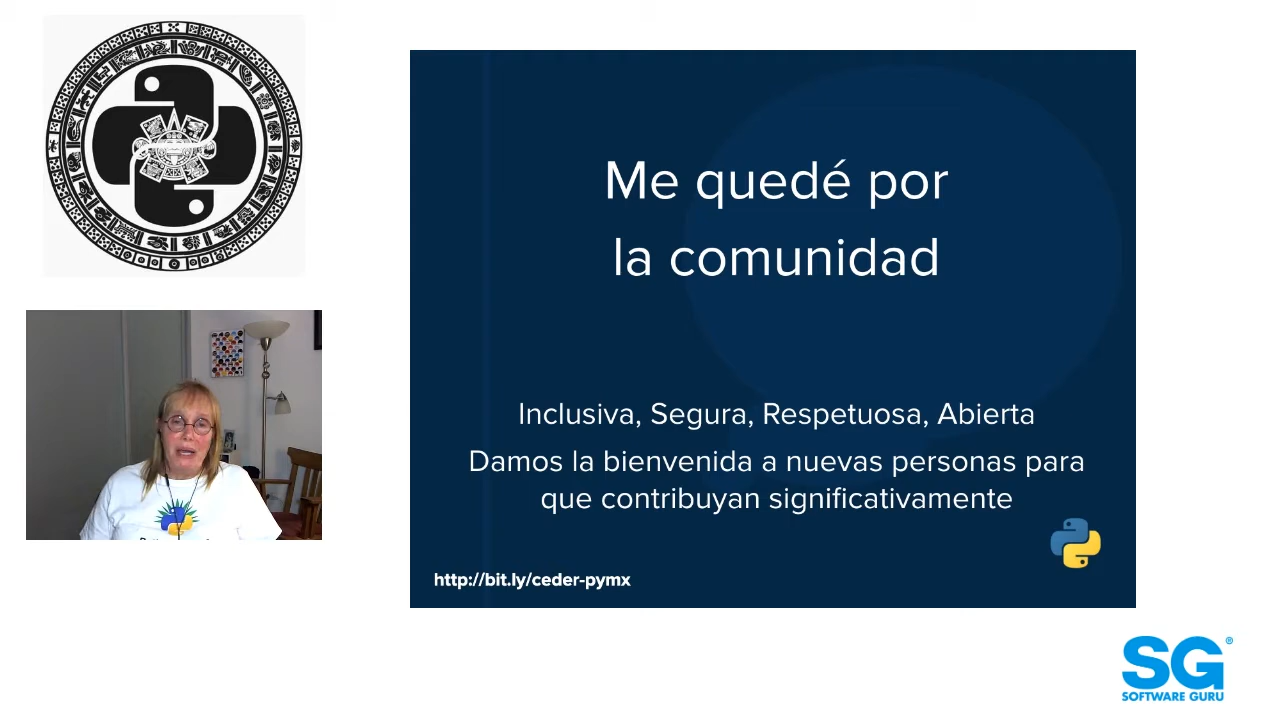 Me quedé por
la comunidad
Inclusiva, Segura, Respetuosa, Abierta
Damos la bienvenida a nuevas personas para
que contribuyan significativamente
http://bit.ly/ceder-pymx
SG®
SOFTWARE GURU